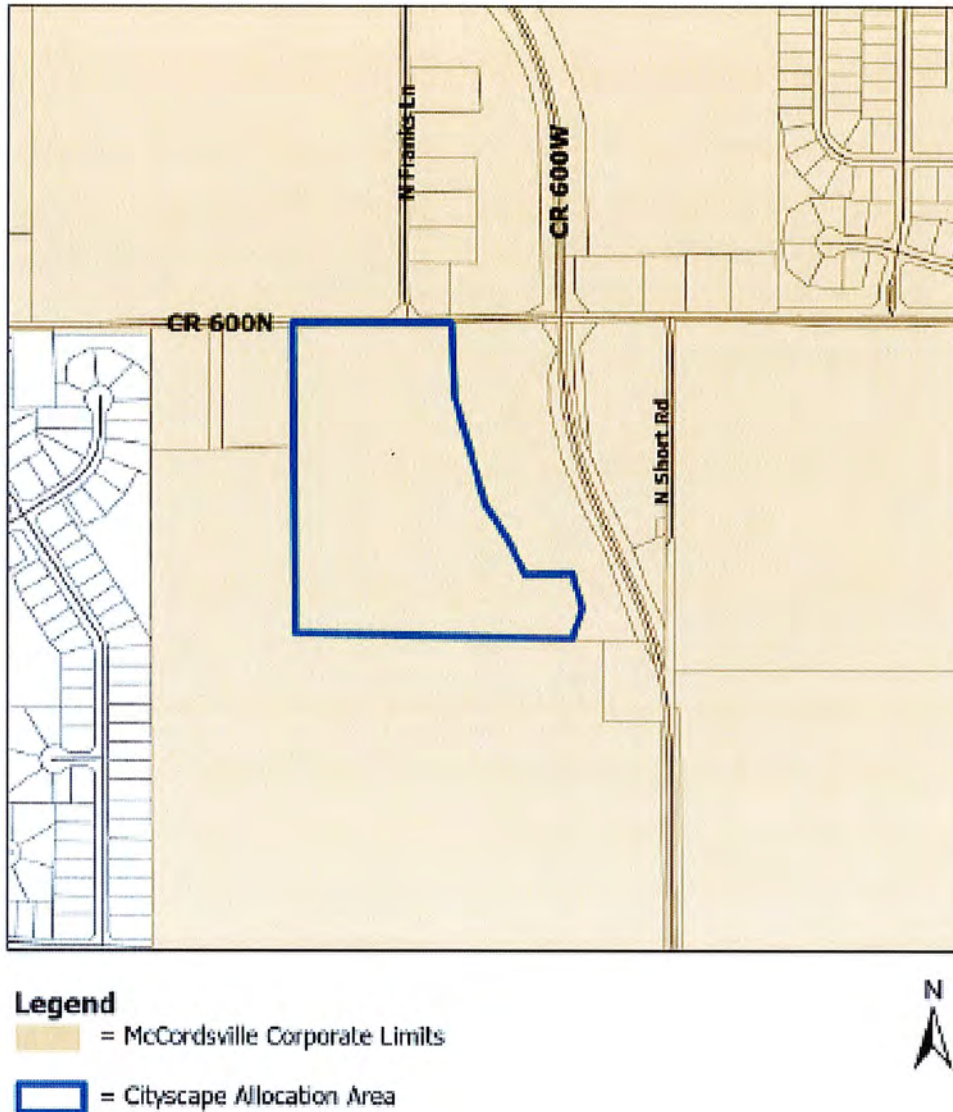 N Franks Ln
CR 600W
CR 600N
N Short Rd
Legend
= McCordsville Corporate Limits
= Cityscape Allocation Area
N